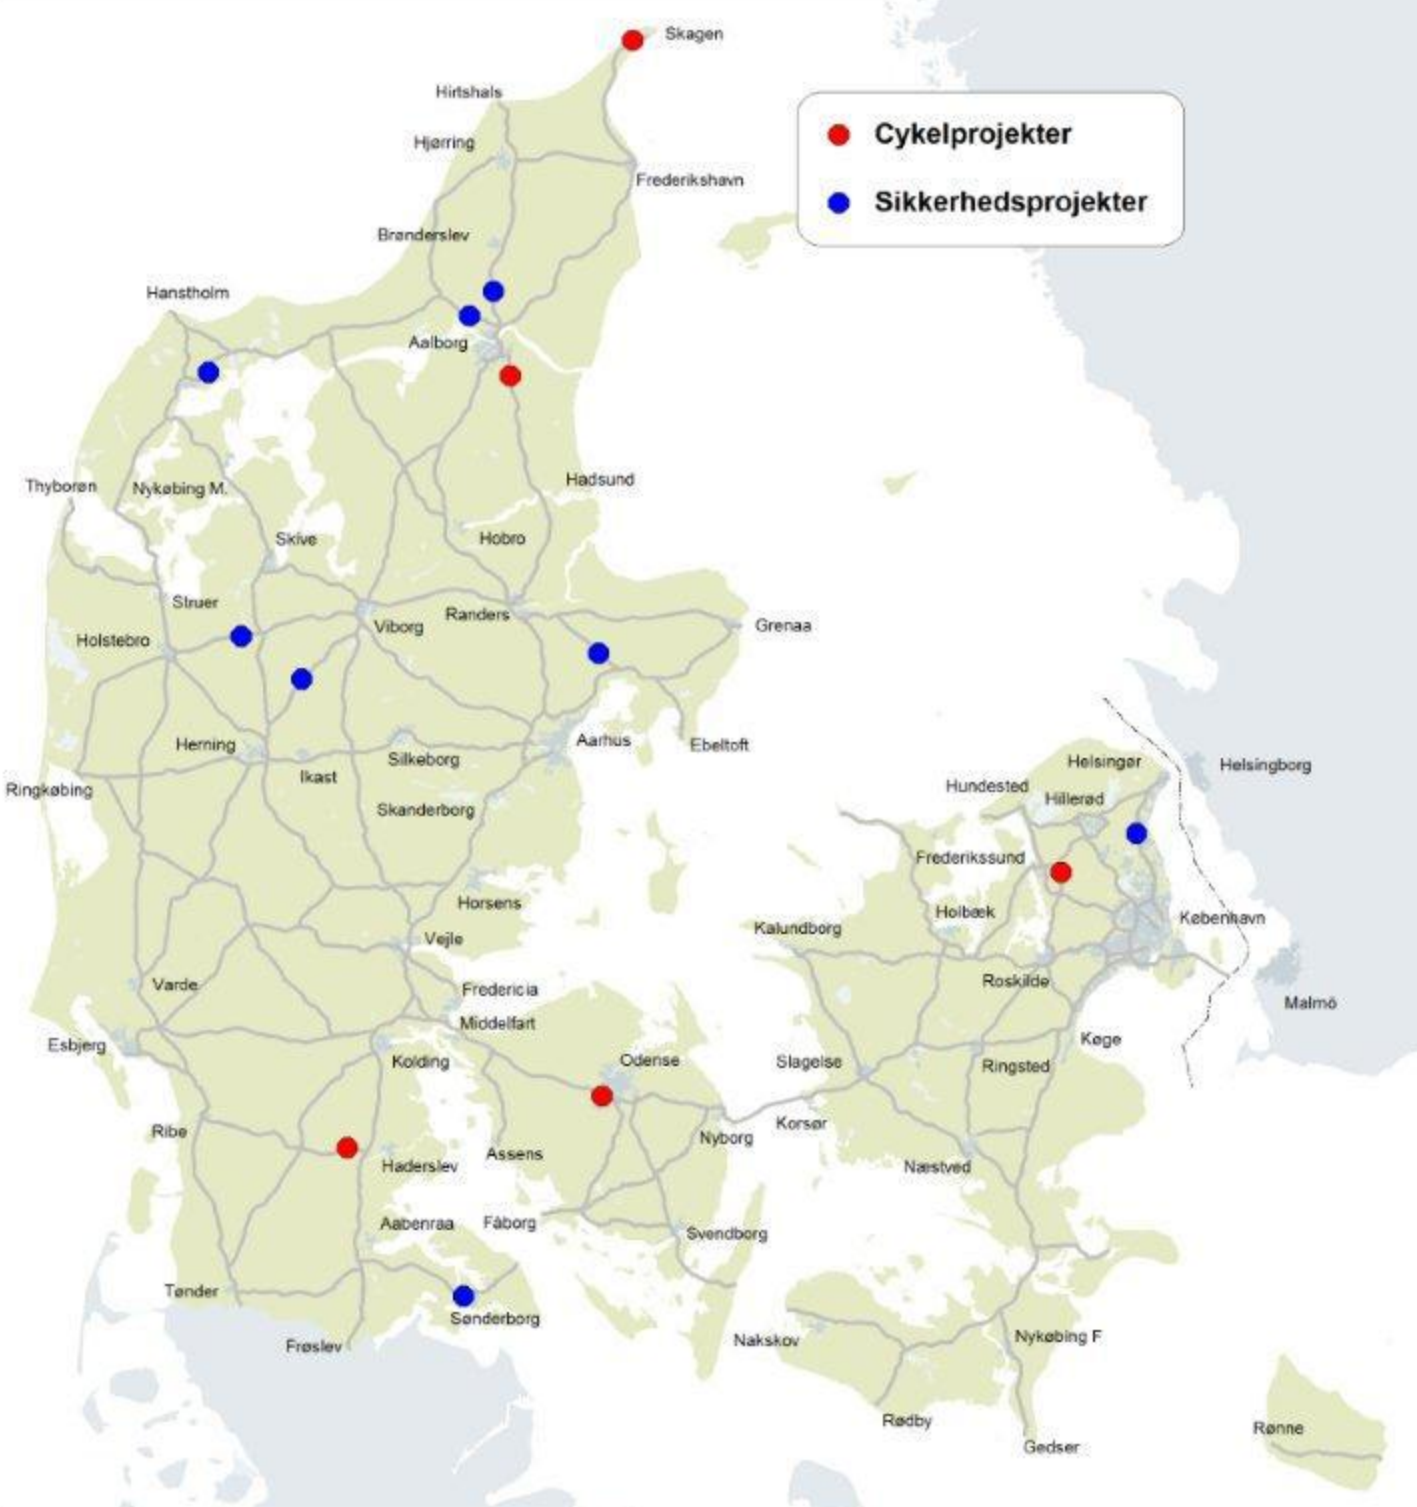 Skagen
Hirtshals
Cykelprojekter
Hjørring
Frederikshavn
Sikkerhedsprojekter
Brønderslev
Hanstholm
Aalborg
Hadsund
Thyborøn
Nykøbing M.
Skive
Hobro
Struer
Randers
Viborg
Grenaa
Holstebro
Herning
Aarhus
Ebeltoft
Silkeborg
Helsingør
Helsingborg
Ikast
Ringkøbing
Hundested
Hillerød
Skanderborg
Frederikssund
Horsens
Holbæk
København
Kalundborg
Vejle
Varde
Roskilde
Fredericia
Malmö
Middelfart
Esbjerg
Køge
Kolding
Odense
Slagelse
Ringsted
Korsør
Ribe
Nyborg
Assens
Haderslev
Næstved
Aabenraa
Fåborg
Svendborg
Tønder
Sønderborg
Frøslev
Nakskov
Nykøbing F
Rødby
Rønne
Gedser